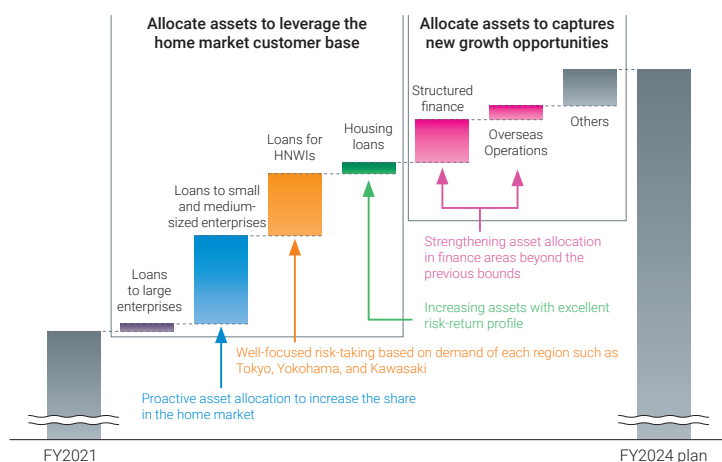 Allocate assets to leverage the
home market customer base
Allocate assets to captures
new growth opportunities
Loans
to large
enterprises
Loans to small
and medium-
sized enterprises
Loans for
HNWIs
Housing
loans
Structured
finance
Overseas
Operations
Others
Strengthening asset allocation
in finance areas beyond the
previous bounds
Increasing assets with excellent
risk-return profile
Well-focused risk-taking based on demand of each region such as
Tokyo, Yokohama, and Kawasaki
Proactive asset allocation to increase the share
in the home market
FY2021
FY2024 plan